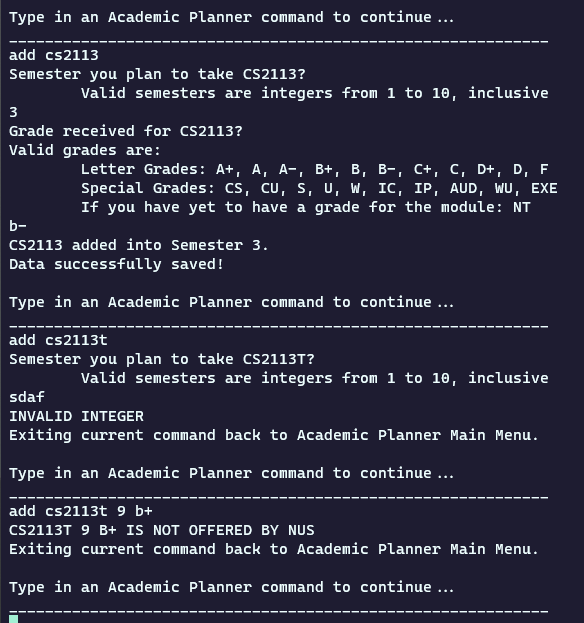 Type in an Academic Planner command to continue...
____________________________________________________________
add cs2113
Semester you plan to take CS2113?
        Valid semesters are integers from 1 to 10, inclusive
3
Grade received for CS2113?
Valid grades are:
        Letter Grades: A+, A, A-, B+, B, B-, C+, C, D+, D, F
        Special Grades: CS, CU, S, U, W, IC, IP, AUD, WU, EXE
        If you have yet to have a grade for the module: NT
b-
CS2113 added into Semester 3.
Data successfully saved!

Type in an Academic Planner command to continue...
____________________________________________________________
add cs2113t
Semester you plan to take CS2113T?
        Valid semesters are integers from 1 to 10, inclusive
sdaf
INVALID INTEGER
Exiting current command back to Academic Planner Main Menu.

Type in an Academic Planner command to continue...
____________________________________________________________
add cs2113t 9 b+
CS2113T 9 B+ IS NOT OFFERED BY NUS
Exiting current command back to Academic Planner Main Menu.

Type in an Academic Planner command to continue...
____________________________________________________________